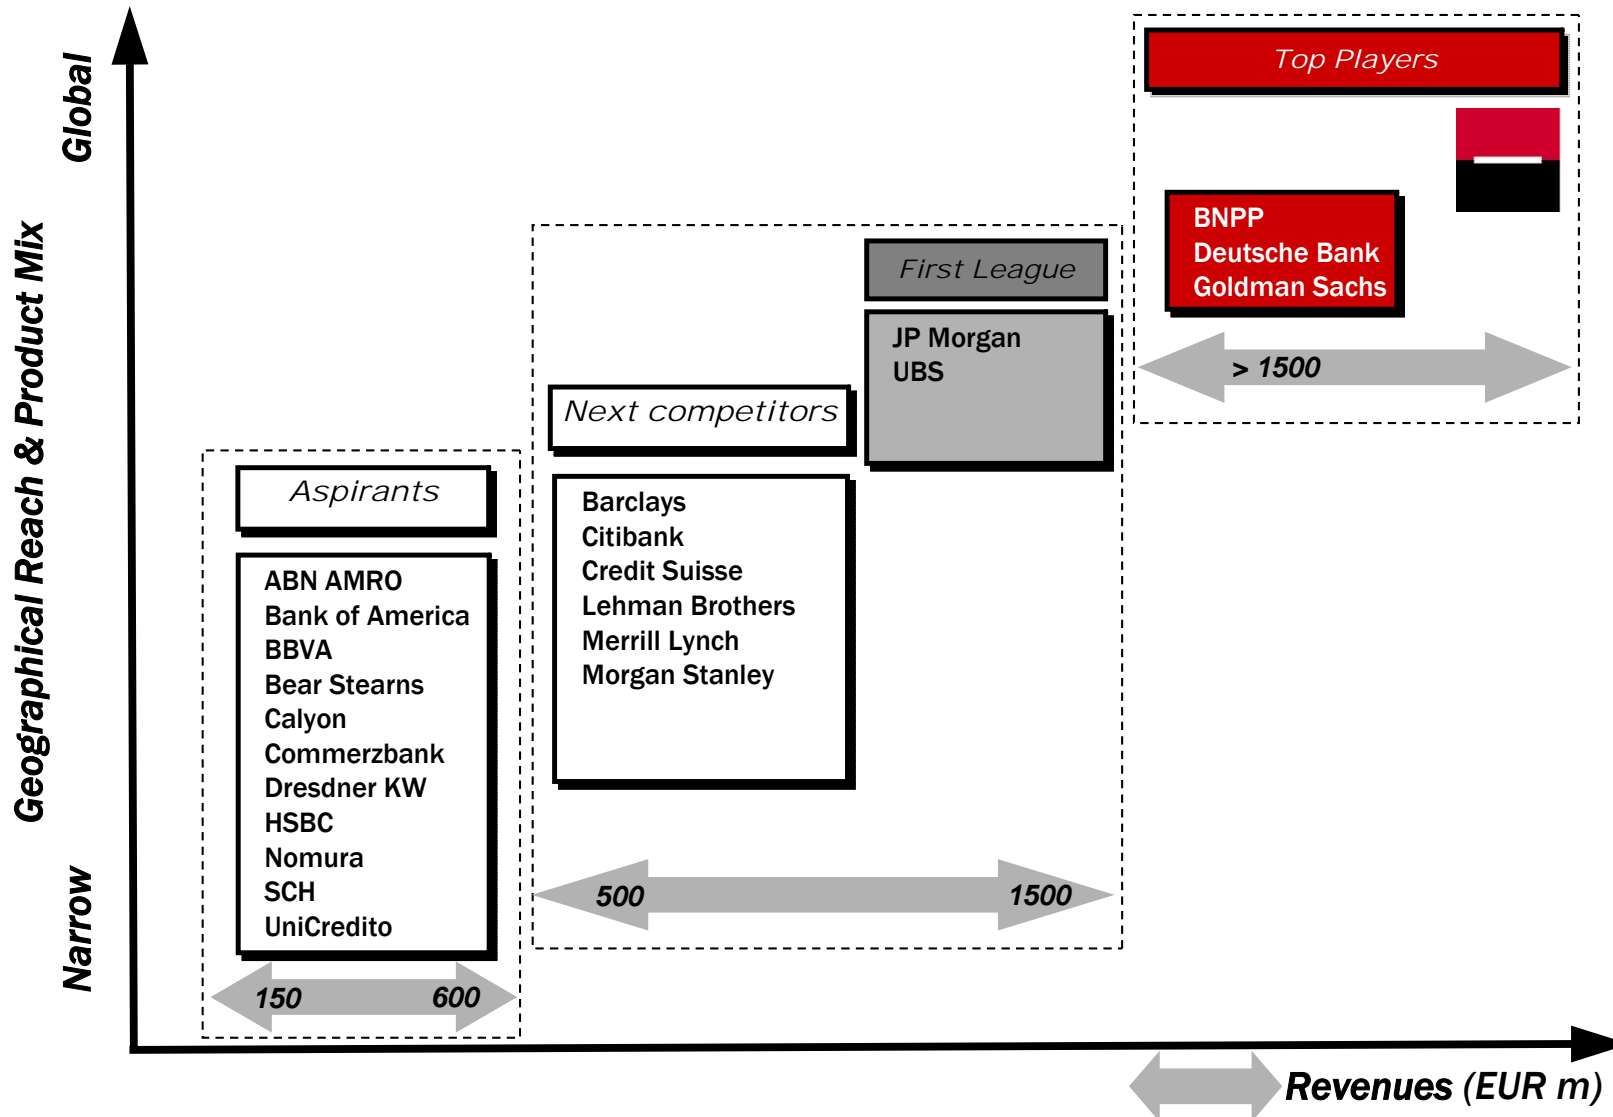 Global
Geographical Reach & Product Mix
Narrow
Top Players
BNPP
Deutsche Bank
Goldman Sachs
> 1500
First League
JP Morgan
UBS
Next competitors
Barclays
Citibank
Credit Suisse
Lehman Brothers
Merrill Lynch
Morgan Stanley
500 1500
Aspirants
ABN AMRO
Bank of America
BBVA
Bear Stearns
Calyon
Commerzbank
Dresdner KW
HSBC
Nomura
SCH
UniCredito
150 600
Revenues (EUR m)